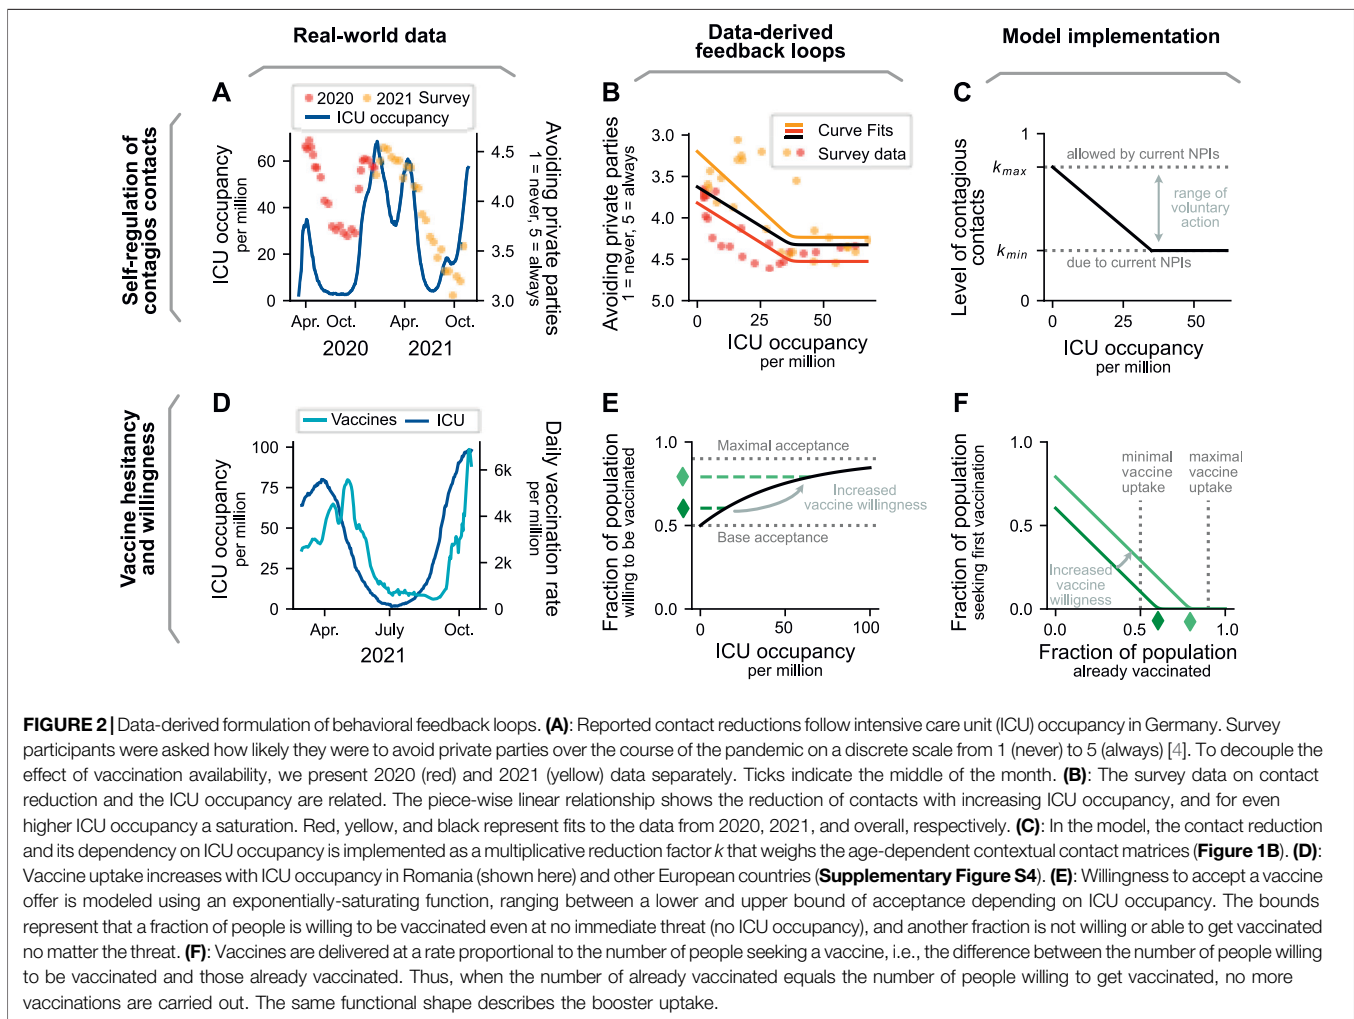 Real-world data
Data-derived
feedback loops
Model implementation
Self-regulation of
contagios contacts
A
2020 2021 Survey
ICU occupancy
ICU occupancy
per million
60
40
20
0
Avoiding private parties
1 = never, 5 = always
4.5
4.0
3.5
3.0
Apr. Oct. Apr. Oct.
2020 2021
B
Curve Fits
Survey data
Avoiding private parties
1 = never, 5 = always
3.0
3.5
4.0
4.5
5.0
0 25 50
ICU occupancy
per million
C
Level of contagious
contacts
1
kmax
kmin
0
allowed by current NPIs
range of
voluntary
action
due to current NPIs
0 25 50
ICU occupancy
per million
Vaccine hesitancy
and willingness
D
Vaccines ICU
ICU occupancy
per million
100
75
50
25
0
Daily vaccination rate
per million
6k
4k
2k
0
Apr. July Oct.
2021
E
Fraction of population
willing to be vaccinated
1.0
0.5
0.0
Maximal acceptance
Increased
vaccine willingness
Base acceptance
0 50 100
ICU occupancy
per million
F
Fraction of population
seeking first vaccination
1.0
0.5
0.0
minimal
vaccine
uptake
maximal
vaccine
uptake
Increased
vaccine
willigness
0.0 0.5 1.0
Fraction of population
already vaccinated
FIGURE 2 | Data-derived formulation of behavioral feedback loops. (A): Reported contact reductions follow intensive care unit (ICU) occupancy in Germany. Survey
participants were asked how likely they were to avoid private parties over the course of the pandemic on a discrete scale from 1 (never) to 5 (always) [4]. To decouple the
effect of vaccination availability, we present 2020 (red) and 2021 (yellow) data separately. Ticks indicate the middle of the month. (B): The survey data on contact
reduction and the ICU occupancy are related. The piece-wise linear relationship shows the reduction of contacts with increasing ICU occupancy, and for even
higher ICU occupancy a saturation. Red, yellow, and black represent fits to the data from 2020, 2021, and overall, respectively. (C): In the model, the contact reduction
and its dependency on ICU occupancy is implemented as a multiplicative reduction factor k that weighs the age-dependent contextual contact matrices (Figure 1B). (D):
Vaccine uptake increases with ICU occupancy in Romania (shown here) and other European countries (Supplementary Figure S4). (E): Willingness to accept a vaccine
offer is modeled using an exponentially-saturating function, ranging between a lower and upper bound of acceptance depending on ICU occupancy. The bounds
represent that a fraction of people is willing to be vaccinated even at no immediate threat (no ICU occupancy), and another fraction is not willing or able to get vaccinated
no matter the threat. (F): Vaccines are delivered at a rate proportional to the number of people seeking a vaccine, i.e., the difference between the number of people willing
to be vaccinated and those already vaccinated. Thus, when the number of already vaccinated equals the number of people willing to get vaccinated, no more
vaccinations are carried out. The same functional shape describes the booster uptake.